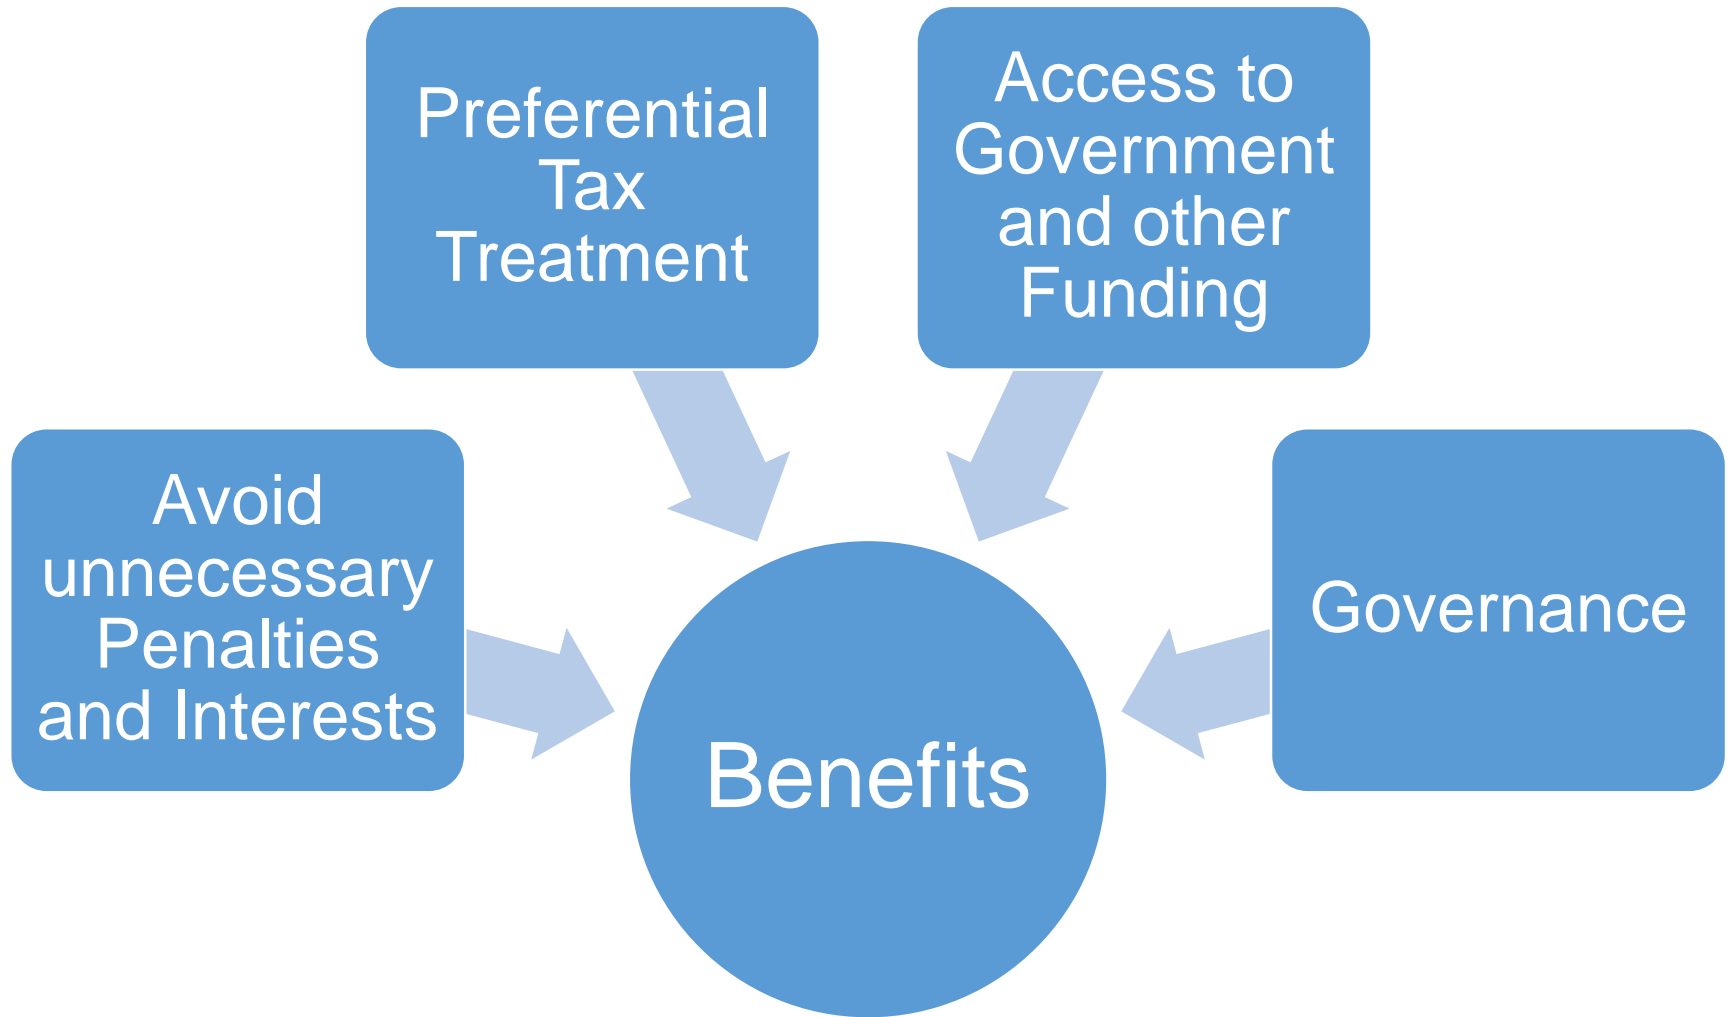 Preferential
Tax
Treatment
Access to
Government
and other
Funding
Avoid
unnecessary
Penalties
and Interests
Governance
Benefits